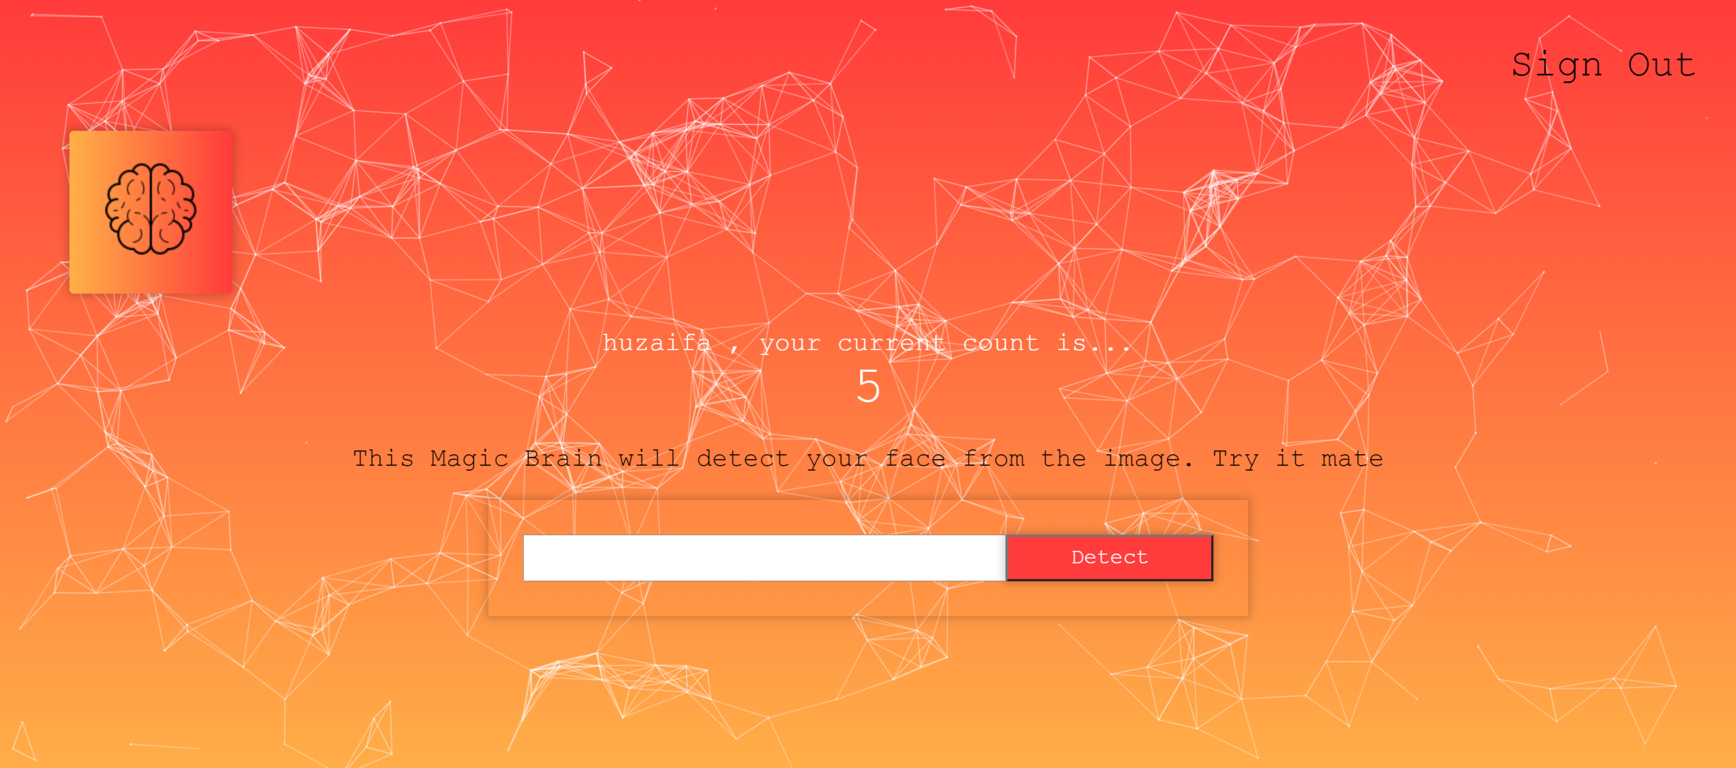 Sign Out
huzaifa , your current count is...
5
This Magic Brain will detect your face from the image. Try it mate
Detect